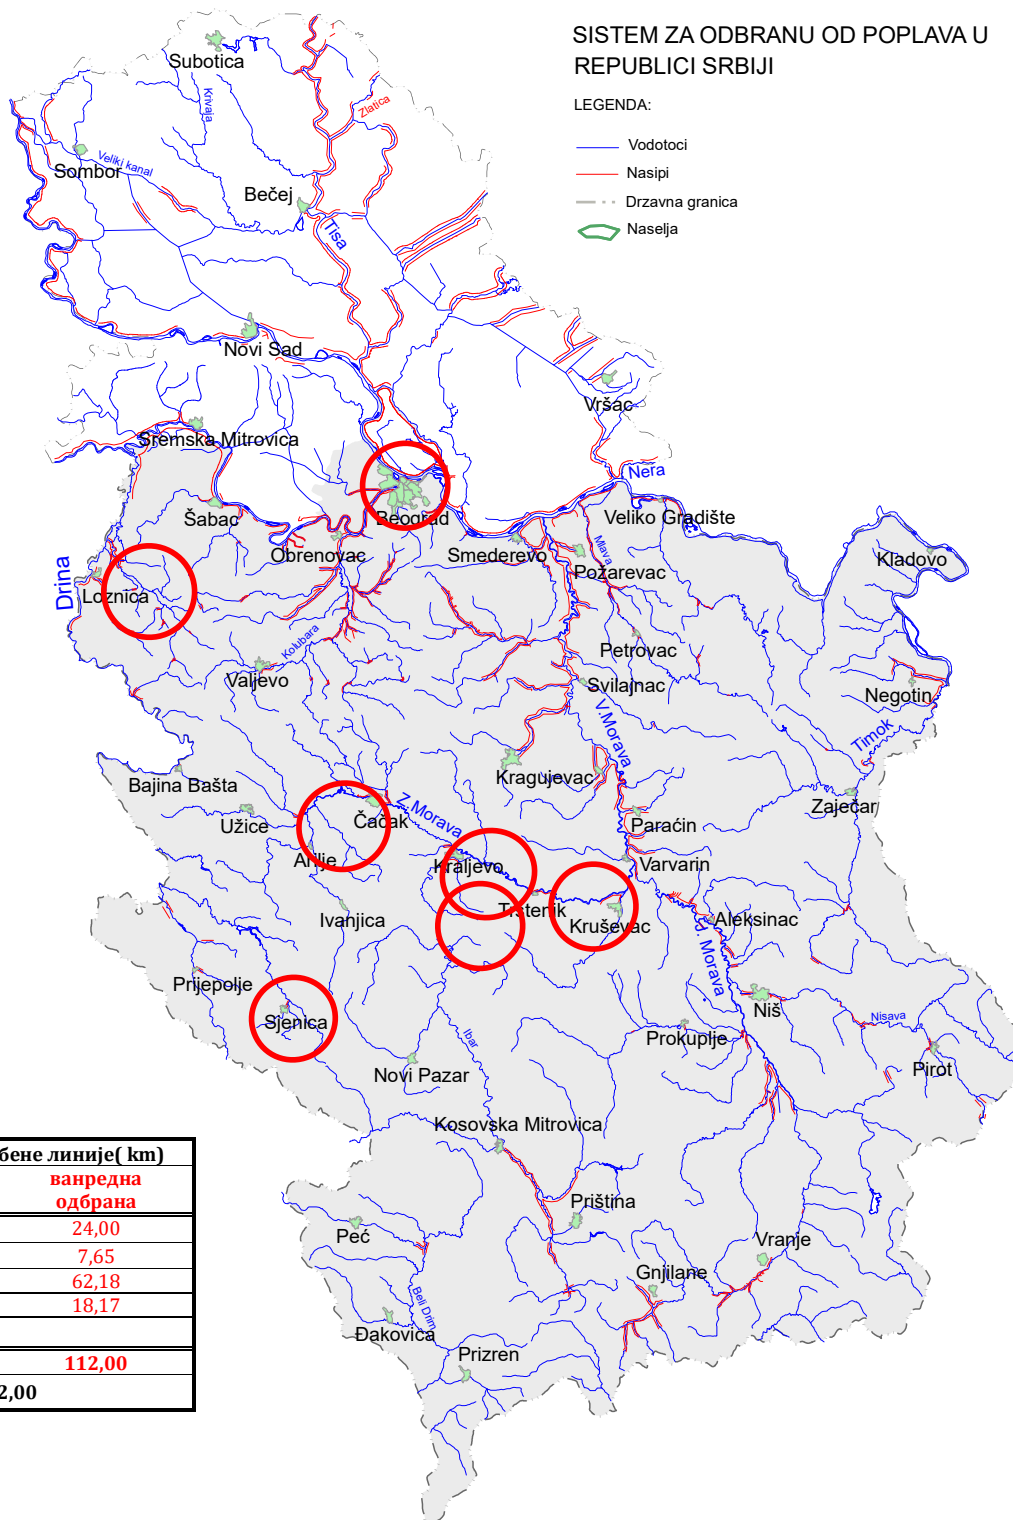 SISTEM ZA ODBRANU OD POPLAVA U
REPUBLICI SRBIJI
LEGENDA:
Vodotoci
Nasipi
Drzavna granica
Naselja
Subotica
Krivaja
Zlatica
Veliki kanal
Sombor
Bečej
Tisa
Novi Sad
Vršac
Sremska Mitrovica
Nera
Šabac
Beograd
Veliko Gradište
Obrenovac
Smederevo
Mlava
Požarevac
Kladovo
Drina
Loznica
Kolubara
Petrovac
Valjevo
Svilajnac
Negotin
V.Morava
Timok
Bajina Bašta
Kragujevac
Zaječar
Užice
Čačak
Z.Morava
Paraćin
Arilje
Kraljevo
Varvarin
Ivanjica
Trstenik
Kruševac
Aleksinac
J. Morava
Prijepolje
Sjenica
Niš
Nisava
Ibar
Prokuplje
Pirot
Novi Pazar
Kosovska Mitrovica
Priština
Peć
Vranje
Gnjilane
Beli Drim
Đakovica
Prizren
бене линије( km)
ванредна
одбрана
24,00
7,65
62,18
18,17
112,00
2,00